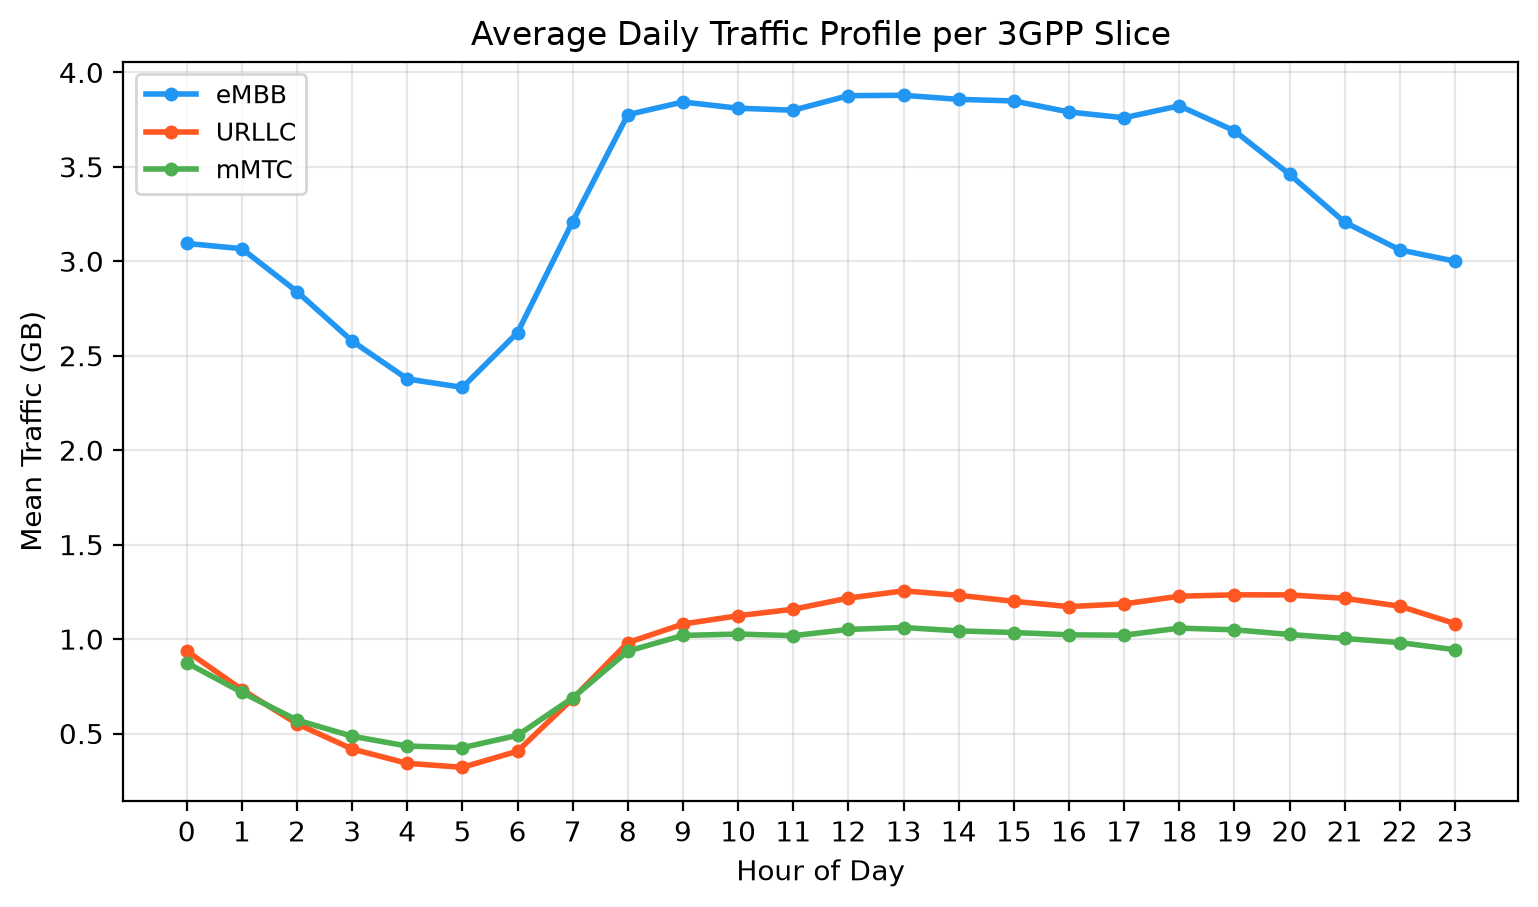 Average Daily Traffic Profile per 3GPP Slice
eMBB
URLLC
mMTC
Mean Traffic (GB)
4.0
3.5
3.0
2.5
2.0
1.5
1.0
0.5
0 1 2 3 4 5 6 7 8 9 10 11 12 13 14 15 16 17 18 19 20 21 22 23
Hour of Day